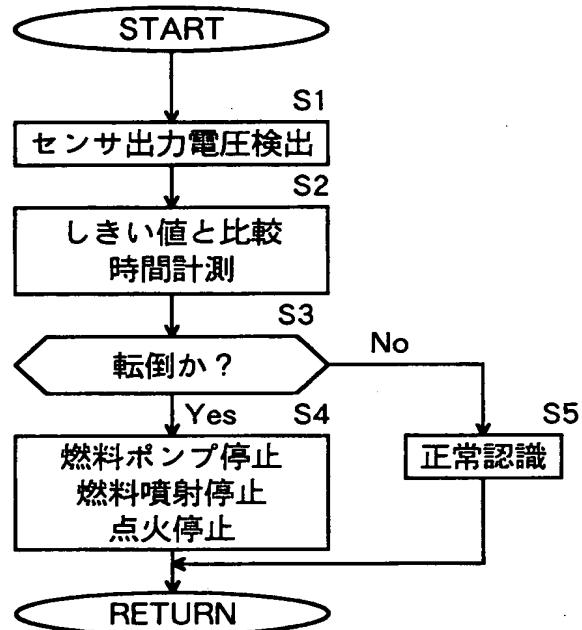 START
S1
センサ出力電圧検出
S2
しきい値と比較
時間計測
S3
転倒か？
No
Yes
S4
S5
燃料ポンプ停止
燃料噴射停止
点火停止
正常認識
RETURN